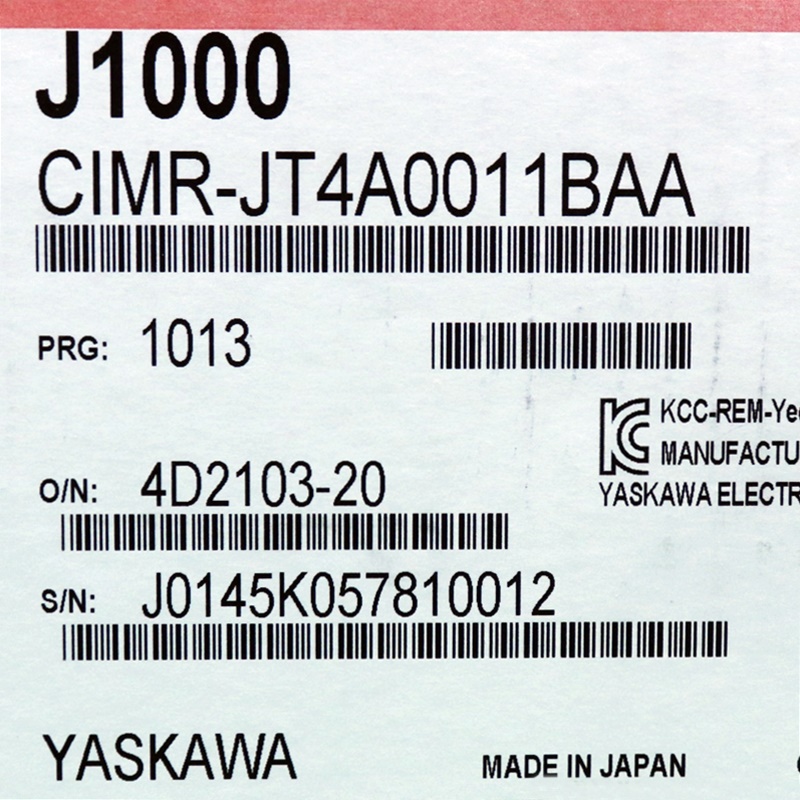 J1000
CIMR-JT4A0011BAA
PRG: 1013
KCC-REM-Yec
MANUFACTU
YASKAWA ELECTR
O/N: 4D2103-20
S/N: J0145K057810012
YASKAWA
MADE IN JAPAN